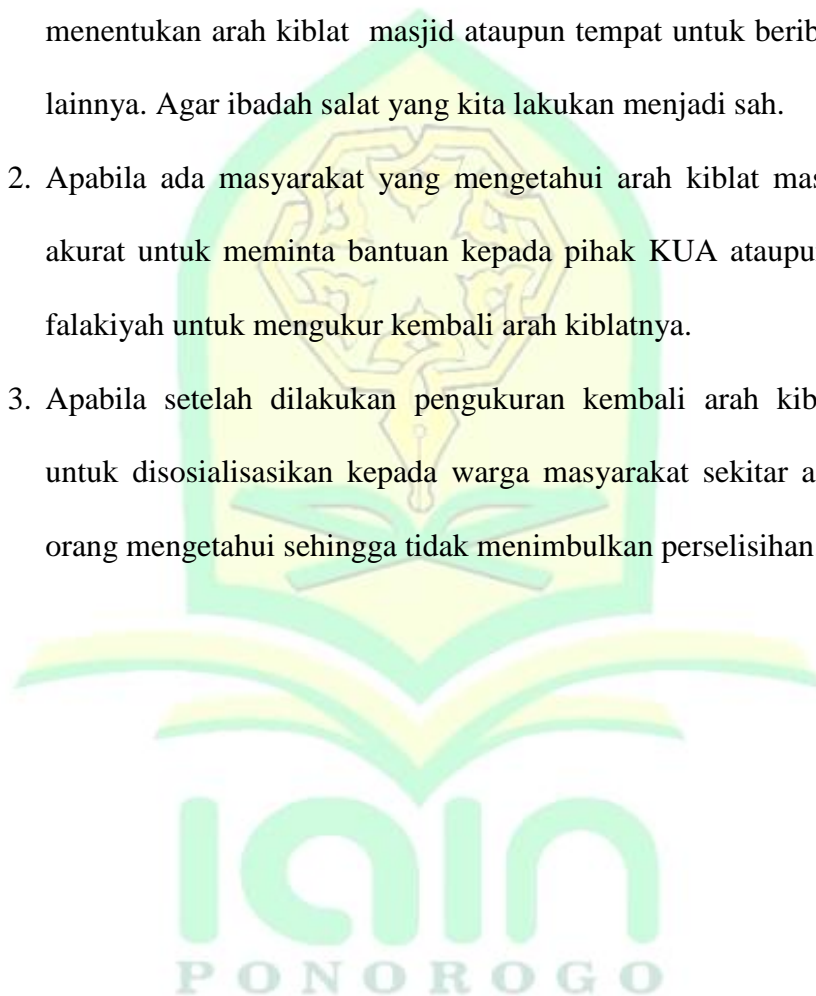 menentukan arah kiblat masjid ataupun tempat untuk berib
lainnya. Agar ibadah salat yang kita lakukan menjadi sah.
2. Apabila ada masyarakat yang mengetahui arah kiblat mas
akurat untuk meminta bantuan kepada pihak KUA ataupu
falakiyah untuk mengukur kembali arah kiblatnya.
3. Apabila setelah dilakukan pengukuran kembali arah kib
untuk disosialisasikan kepada warga masyarakat sekitar a
orang mengetahui sehingga tidak menimbulkan perselisihan
iain
PONOROGO